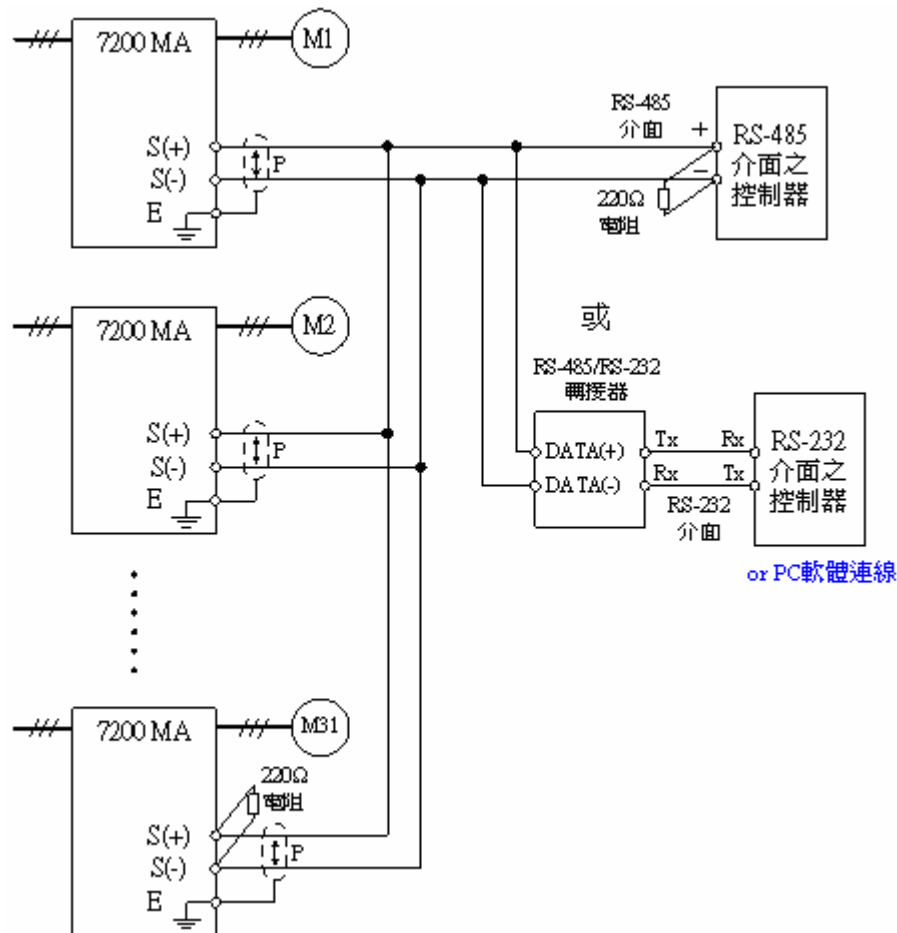 7200 MA
M1
S(+)
S(-)
E
P
RS-485
介面
+
−
220Ω
電阻
RS-485
介面之
控制器
7200 MA
M2
S(+)
S(-)
E
P
或
RS-485/RS-232
轉接器
DATA(+)
DATA(-)
Tx
Rx
Rx
Tx
RS-232
介面
RS-232
介面之
控制器
or PC軟體連線
7200 MA
M31
220Ω
電阻
S(+)
S(-)
E
P